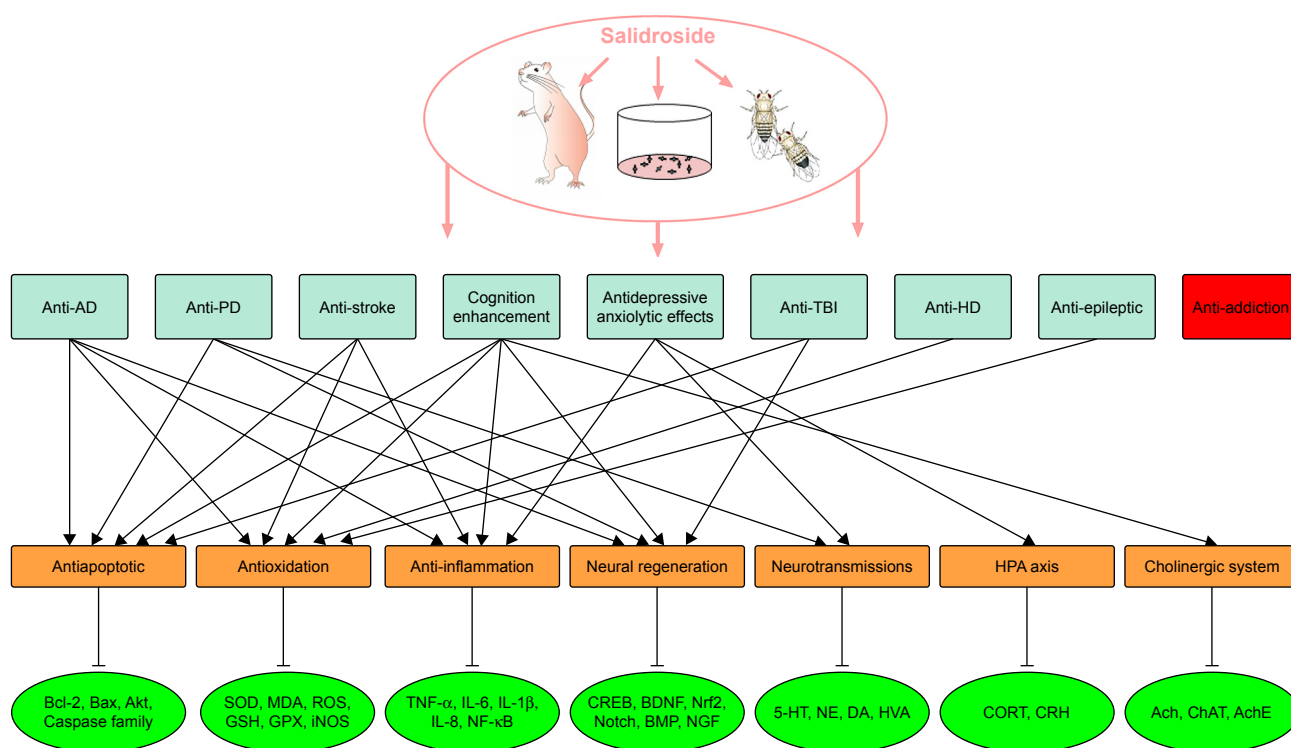 Salidroside
Anti-AD
Anti-PD
Anti-stroke
Cognition
enhancement
Antidepressive
anxiolytic effects
Anti-TBI
Anti-HD
Anti-epileptic
Anti-addiction
Antiapoptotic
Antioxidation
Anti-inflammation
Neural regeneration
Neurotransmissions
HPA axis
Cholinergic system
Bcl-2, Bax, Akt,
Caspase family
SOD, MDA, ROS,
GSH, GPX, iNOS
TNF-α, IL-6, IL-1β,
IL-8, NF-κB
CREB, BDNF, Nrf2,
Notch, BMP, NGF
5-HT, NE, DA, HVA
CORT, CRH
Ach, ChAT, AchE